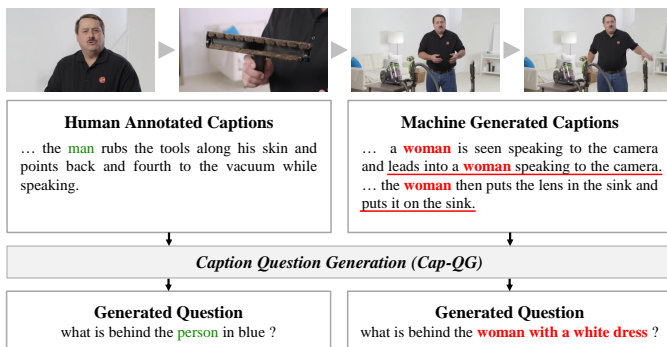 Human Annotated Captions
… the man rubs the tools along his skin and
points back and fourth to the vacuum while
speaking.
Machine Generated Captions
… a woman is seen speaking to the camera
and leads into a woman speaking to the camera.
… the woman then puts the lens in the sink and
puts it on the sink.
Caption Question Generation (Cap-QG)
Generated Question
what is behind the person in blue ?
Generated Question
what is behind the woman with a white dress ?